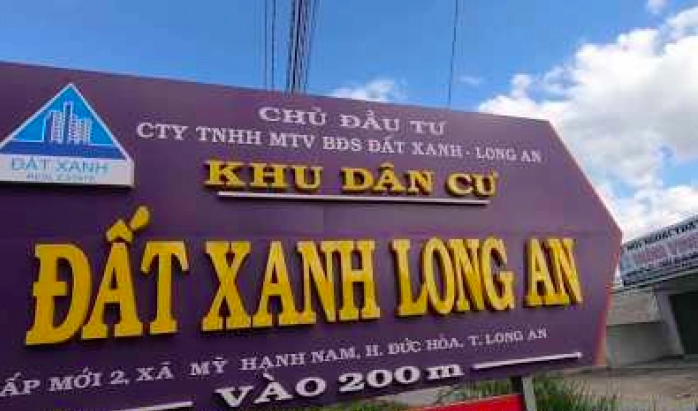 ĐẤT XANH
REAL ESTATE
CHỦ ĐẦU TƯ
CTY TNHH MTV BĐS ĐẤT XANH - LONG AN
KHU DÂN CƯ
ĐẤT XANH LONG AN
ẤP MỚI 2, XÃ MỸ HẠNH NAM, H. ĐỨC HÒA, T. LONG AN
VÀO 200 m